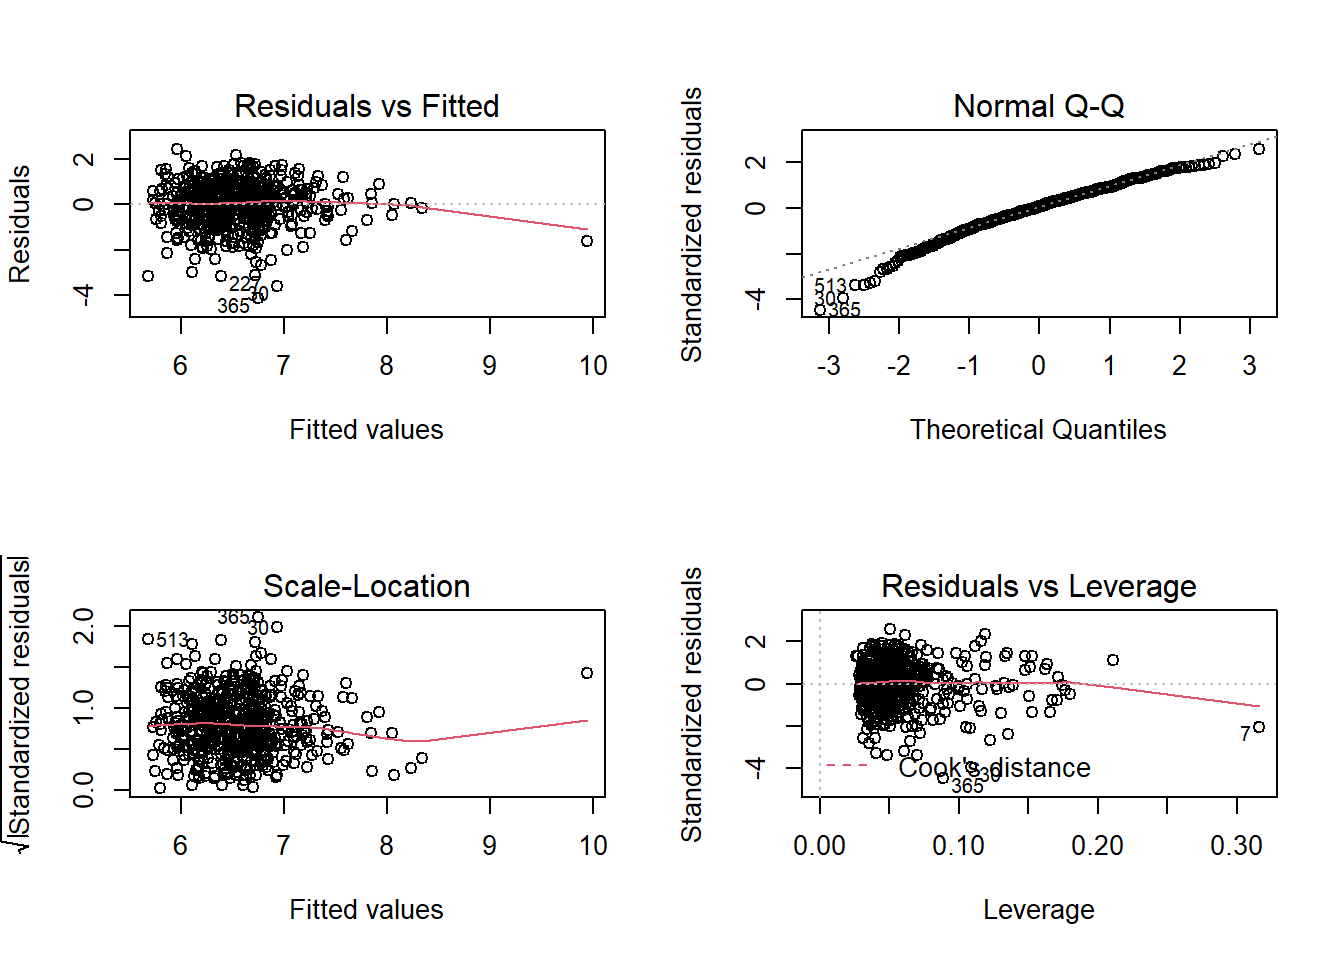 Residuals vs Fitted
Residuals
2
0
-4
227
30
365
6 7 8 9 10
Fitted values
Normal Q-Q
Standardized residuals
2
0
-4
513
30
365
-3 -2 -1 0 1 2 3
Theoretical Quantiles
Scale-Location
√|Standardized residuals|
2.0
1.0
0.0
365
30
513
6 7 8 9 10
Fitted values
Residuals vs Leverage
Standardized residuals
2
0
-4
7
Cook's distance
30
365
0.00 0.10 0.20 0.30
Leverage